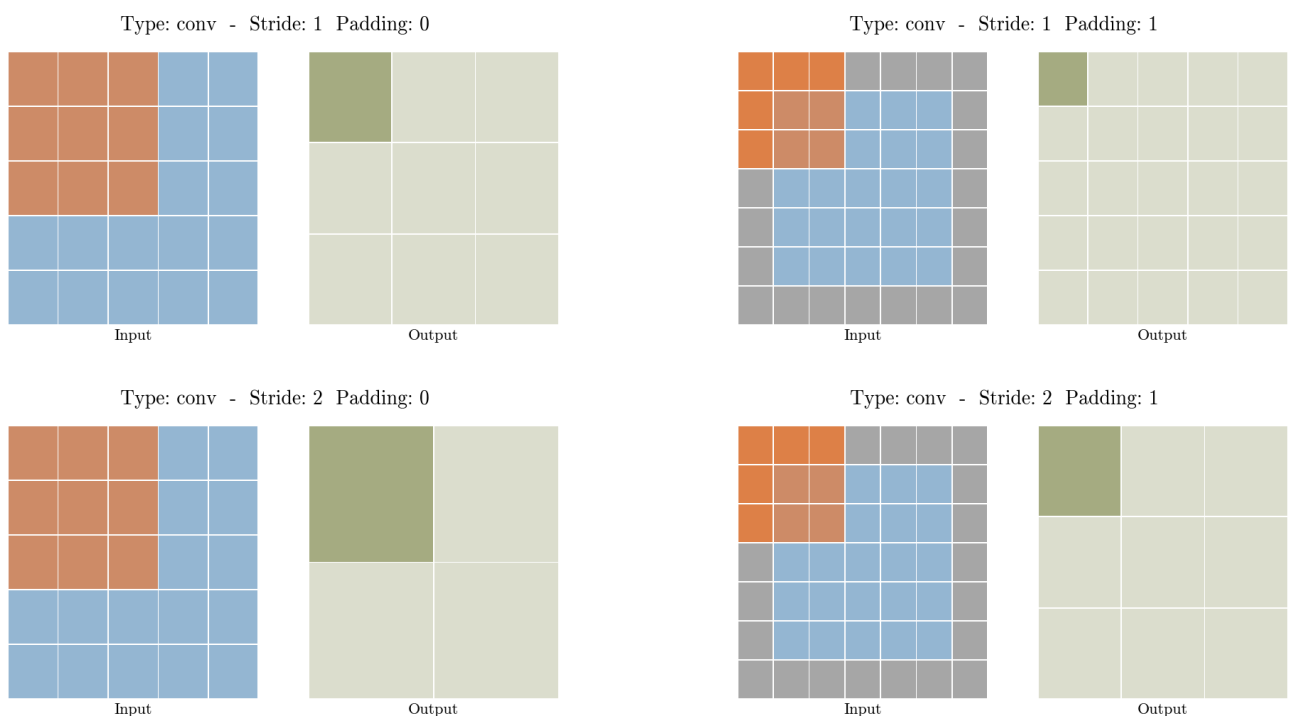 Type: conv - Stride: 1 Padding: 0
Type: conv - Stride: 1 Padding: 1
Input
Output
Input
Output
Type: conv - Stride: 2 Padding: 0
Type: conv - Stride: 2 Padding: 1
Input
Output
Input
Output